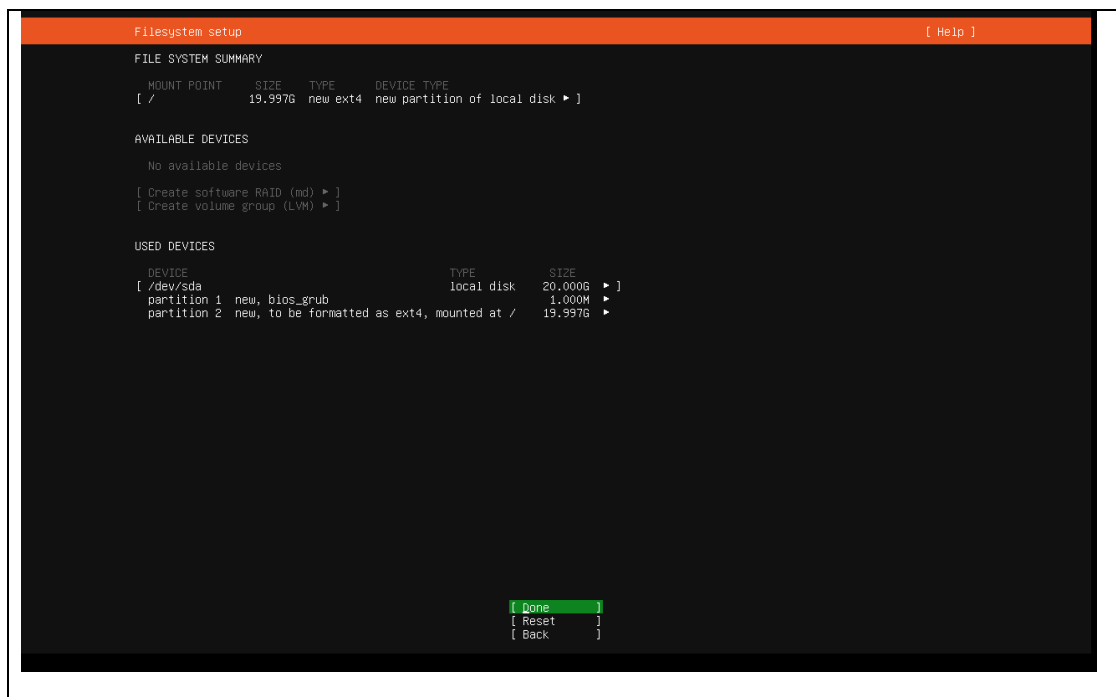 Filesystem setup [ Help ]
FILE SYSTEM SUMMARY
MOUNT POINT SIZE TYPE DEVICE TYPE
[ / 19.997G new ext4 new partition of local disk ▸ ]
AVAILABLE DEVICES
No available devices
[ Create software RAID (md) ▸ ]
[ Create volume group (LVM) ▸ ]
USED DEVICES
DEVICE TYPE SIZE
[ /dev/sda local disk 20.000G ▸ ]
partition 1 new, bios_grub 1.000M ▸
partition 2 new, to be formatted as ext4, mounted at / 19.997G ▸
[ Done ]
[ Reset ]
[ Back ]